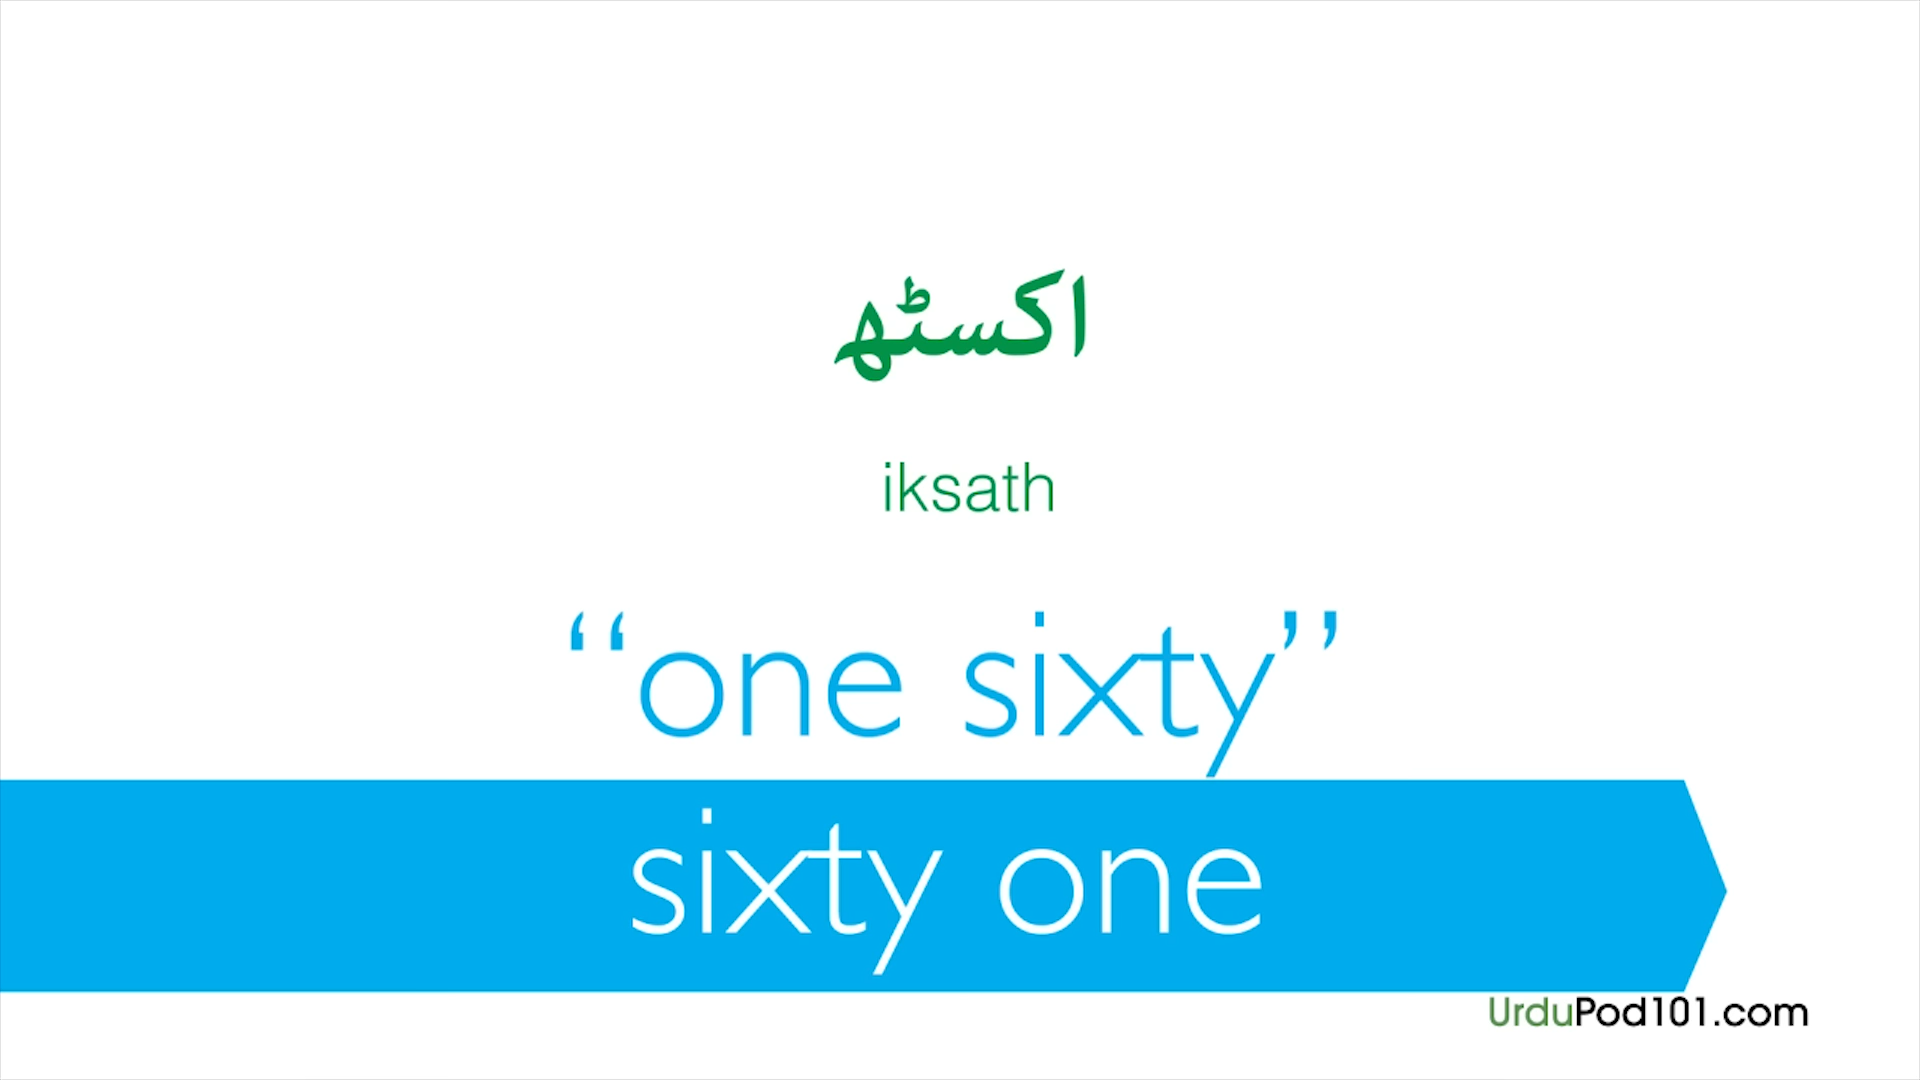 اکسٹھ
iksath
“one sixty”
sixty one
UrduPod101.com